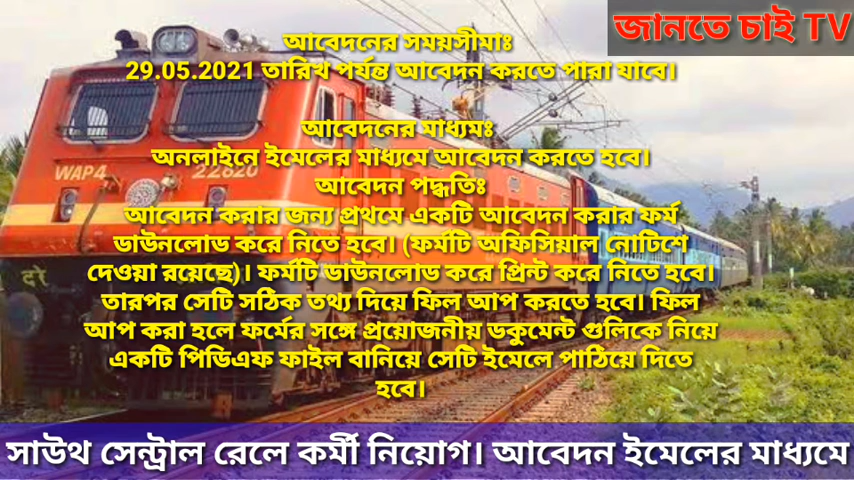 জানতে চাই TV
আবেদনের সময়সীমাঃ
29.05.2021 তারিখ পর্যন্ত আবেদন করতে পারা যাবে।
আবেদনের মাধ্যমঃ
অনলাইনে ইমেলের মাধ্যমে আবেদন করতে হবে।
আবেদন পদ্ধতিঃ
WAP4 22620
আবেদন করার জন্য প্রথমে একটি আবেদন করার ফর্ম
ডাউনলোড করে নিতে হবে। (ফর্মটি অফিসিয়াল নোটিশে
দেওয়া রয়েছে)। ফর্মটি ডাউনলোড করে প্রিন্ট করে নিতে হবে।
তারপর সেটি সঠিক তথ্য দিয়ে ফিল আপ করতে হবে। ফিল
আপ করা হলে ফর্মের সঙ্গে প্রয়োজনীয় ডকুমেন্ট গুলিকে নিয়ে
একটি পিডিএফ ফাইল বানিয়ে সেটি ইমেলে পাঠিয়ে দিতে
হবে।
সাউথ সেন্ট্রাল রেলে কর্মী নিয়োগ। আবেদন ইমেলের মাধ্যমে